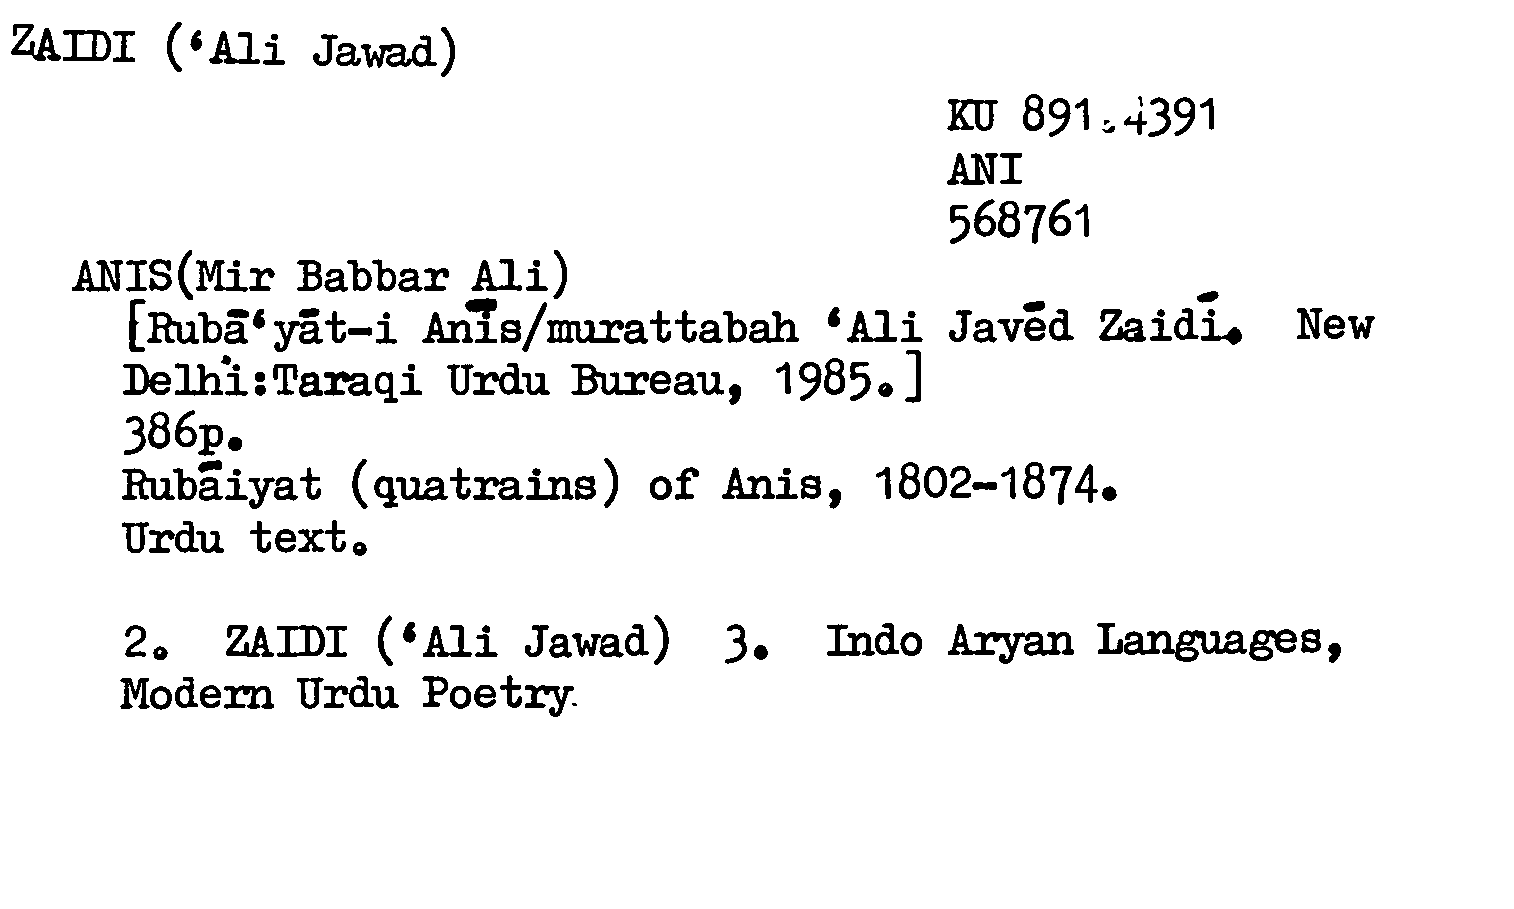 ZAIDI (‘Ali Jawad)
KU 891.4391
ANI
568761
ANIS(Mir Babbar Ali)
[Rubā‘yāt-i Anīs/murattabah ‘Ali Javēd Zaidī. New
Delhi:Taraqi Urdu Bureau, 1985.]
386p.
Rubāiyat (quatrains) of Anis, 1802-1874.
Urdu text.
2. ZAIDI (‘Ali Jawad) 3. Indo Aryan Languages,
Modern Urdu Poetry.